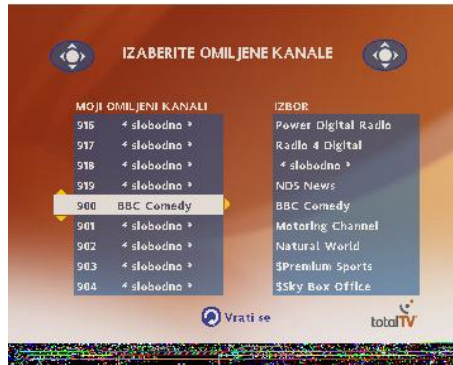 IZABERITE OMILJENE KANALE
MOJI OMILJENI KANALI
916 * slobodno *
917 * slobodno *
918 * slobodno *
919 * slobodno *
900 BBC Comedy
901 * slobodno *
902 * slobodno *
903 * slobodno *
904 * slobodno *
IZBOR
Power Digital Radio
Radio 4 Digital
* slobodno *
NDS News
BBC Comedy
Motoring Channel
Natural World
$Premium Sports
$Sky Box Office
Vrati se
totalTV